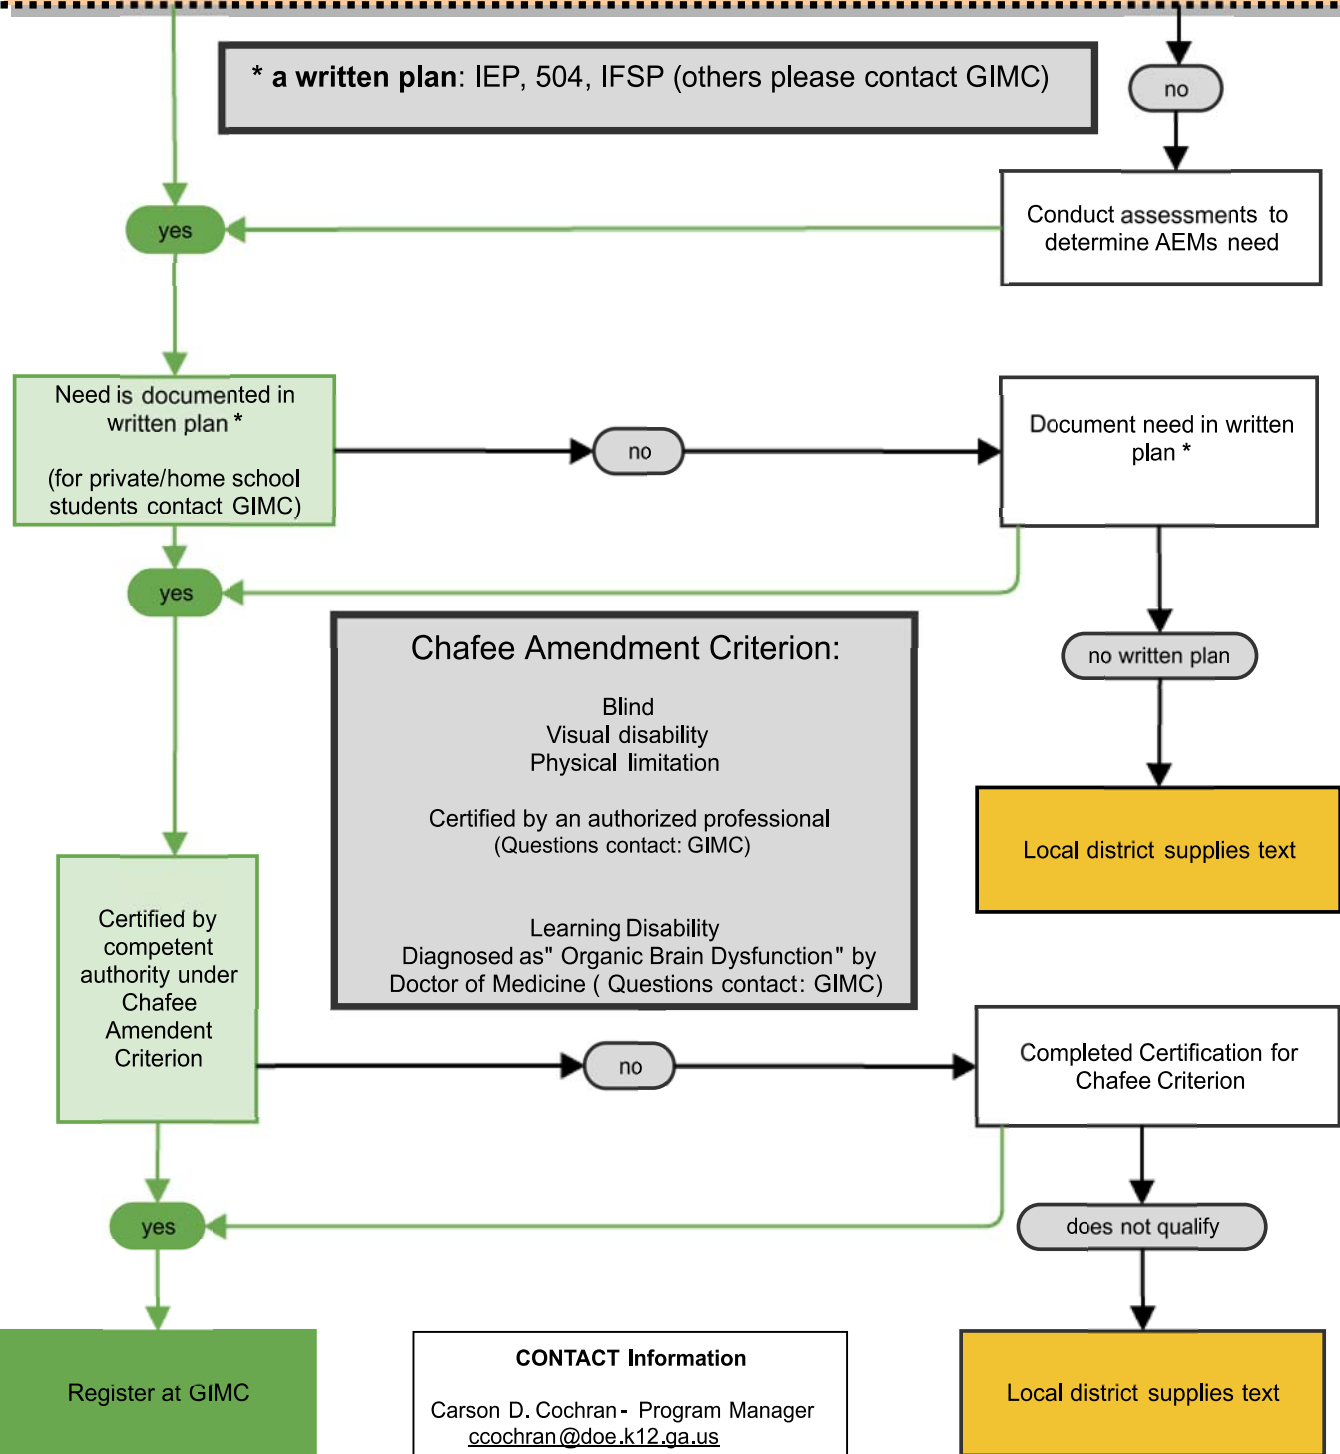 * a written plan: IEP, 504, IFSP (others please contact GIMC)
no
Conduct assessments to
determine AEMs need
yes
Need is documented in
written plan *
(for private/home school
students contact GIMC)
no
Document need in written
plan *
yes
no written plan
Chafee Amendment Criterion:
Blind
Visual disability
Physical limitation
Certified by an authorized professional
(Questions contact: GIMC)
Learning Disability
Diagnosed as" Organic Brain Dysfunction" by
Doctor of Medicine ( Questions contact: GIMC)
Local district supplies text
Certified by
competent
authority under
Chafee
Amendent
Criterion
no
Completed Certification for
Chafee Criterion
yes
does not qualify
Register at GIMC
CONTACT Information
Carson D. Cochran - Program Manager
ccochran@doe.k12.ga.us
Local district supplies text